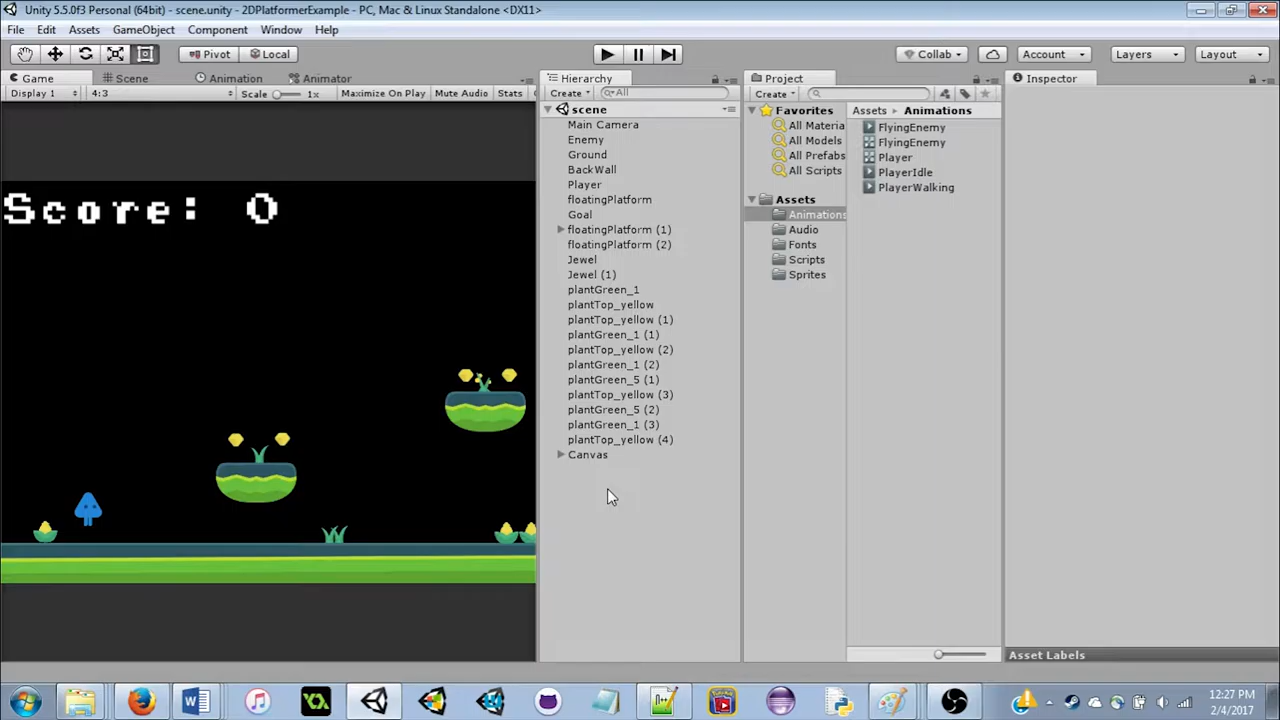 Unity 5.5.0f3 Personal (64bit) - scene.unity - 2DPlatformerExample - PC, Mac & Linux Standalone <DX11>
File Edit Assets GameObject Component Window Help
Pivot Local Collab Account Layers Layout
Game Scene Animation Animator Hierarchy Project Inspector
Display 1 4:3 Scale 1x Maximize On Play Mute Audio Stats Create All Create
scene
Main Camera
Enemy
Ground
BackWall
Player
floatingPlatform
Goal
floatingPlatform (1)
floatingPlatform (2)
Jewel
Jewel (1)
plantGreen_1
plantTop_yellow
plantTop_yellow (1)
plantGreen_1 (1)
plantTop_yellow (2)
plantGreen_1 (2)
plantGreen_5 (1)
plantTop_yellow (3)
plantGreen_5 (2)
plantGreen_1 (3)
plantTop_yellow (4)
Canvas
Favorites
All Materia
All Models
All Prefabs
All Scripts
Assets
Animations
Audio
Fonts
Scripts
Sprites
Assets Animations
FlyingEnemy
FlyingEnemy
Player
PlayerIdle
PlayerWalking
Score: 0
Asset Labels
12:27 PM
2/4/2017